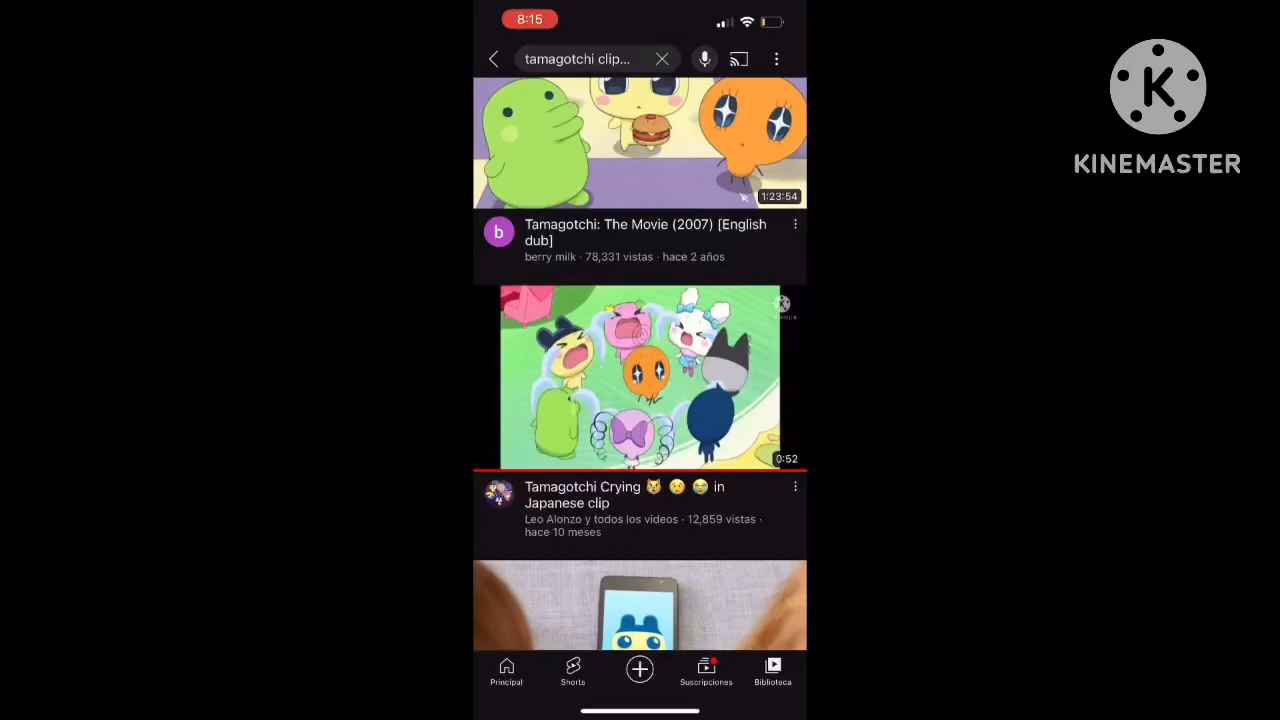 8:15
tamagotchi clip...
K
KINEMASTER
1:23:54
b
Tamagotchi: The Movie (2007) [English
dub]
berry milk · 78,331 vistas · hace 2 años
0:52
Tamagotchi Crying 😿 😢 😭 in
Japanese clip
Leo Alonzo y todos los videos · 12,859 vistas ·
hace 10 meses
Principal
Shorts
Suscripciones
Biblioteca